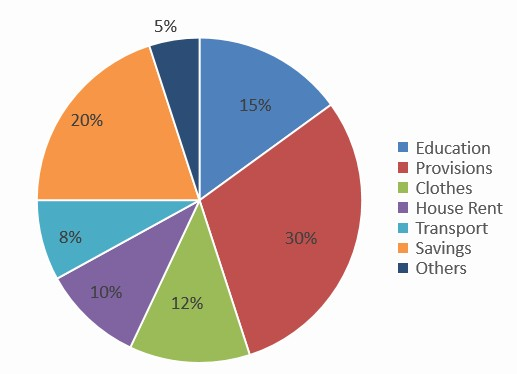 5%
15%
20%
30%
8%
10%
12%
Education
Provisions
Clothes
House Rent
Transport
Savings
Others